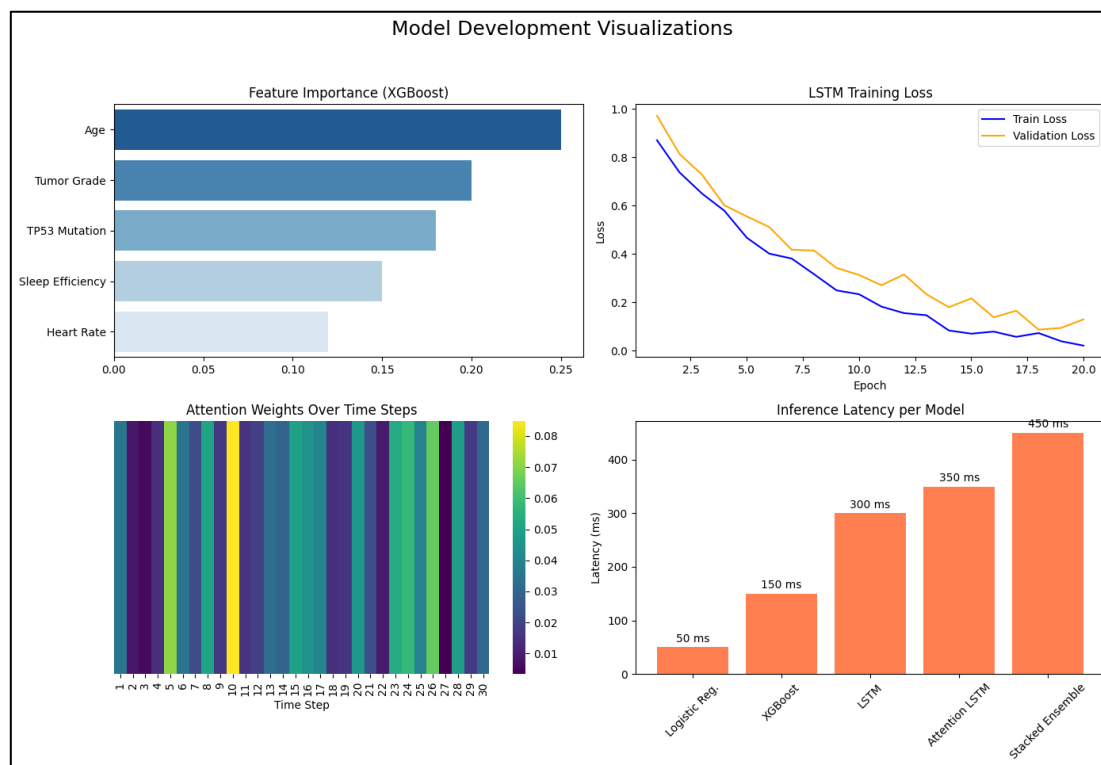 Model Development Visualizations
Feature Importance (XGBoost)
Age
Tumor Grade
TP53 Mutation
Sleep Efficiency
Heart Rate
0.00 0.05 0.10 0.15 0.20 0.25
LSTM Training Loss
Train Loss
Validation Loss
Loss
1.0
0.8
0.6
0.4
0.2
0.0
2.5 5.0 7.5 10.0 12.5 15.0 17.5 20.0
Epoch
Attention Weights Over Time Steps
0.08
0.07
0.06
0.05
0.04
0.03
0.02
0.01
1 2 3 4 5 6 7 8 9 10 11 12 13 14 15 16 17 18 19 20 21 22 23 24 25 26 27 28 29 30
Time Step
Inference Latency per Model
Latency (ms)
400
300
200
100
0
50 ms
150 ms
300 ms
350 ms
450 ms
Logistic Reg.
XGBoost
LSTM
Attention LSTM
Stacked Ensemble